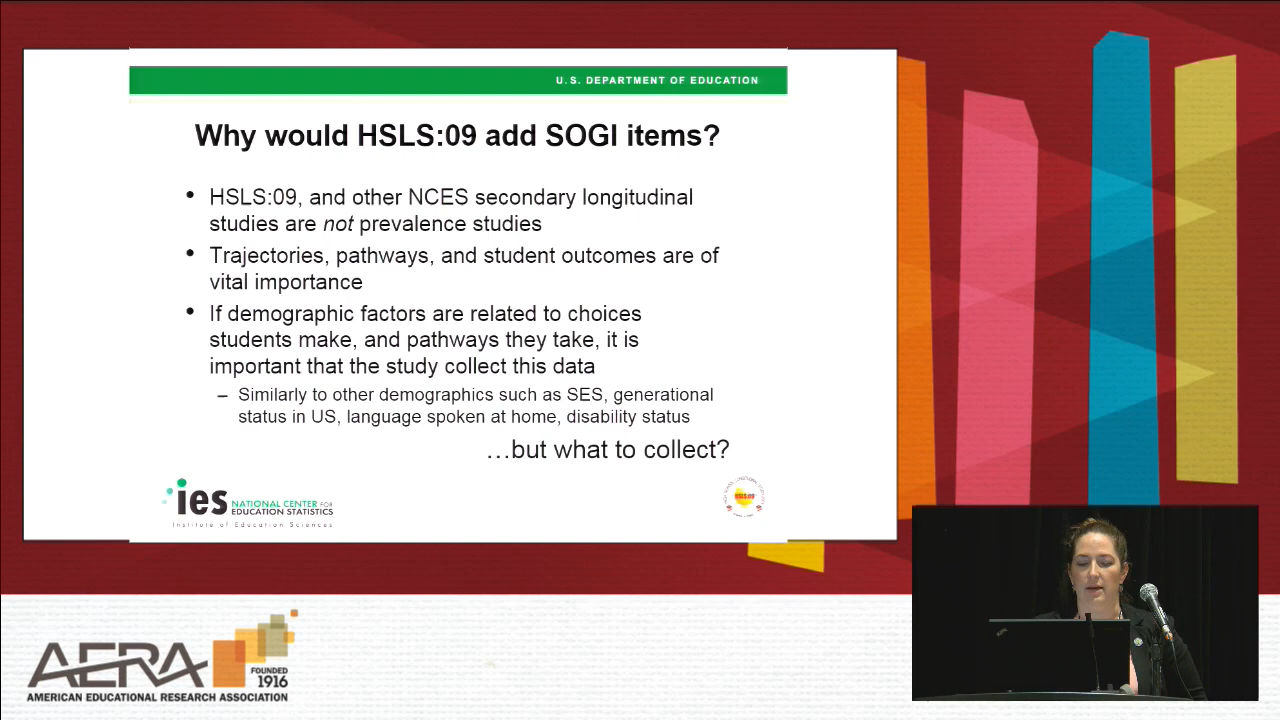 U.S. DEPARTMENT OF EDUCATION
Why would HSLS:09 add SOGI items?
• HSLS:09, and other NCES secondary longitudinal
studies are not prevalence studies
• Trajectories, pathways, and student outcomes are of
vital importance
• If demographic factors are related to choices
students make, and pathways they take, it is
important that the study collect this data
– Similarly to other demographics such as SES, generational
status in US, language spoken at home, disability status
…but what to collect?
ies NATIONAL CENTER FOR
EDUCATION STATISTICS
Institute of Education Sciences
HSLS:09
AERA
FOUNDED
1916
AMERICAN EDUCATIONAL RESEARCH ASSOCIATION